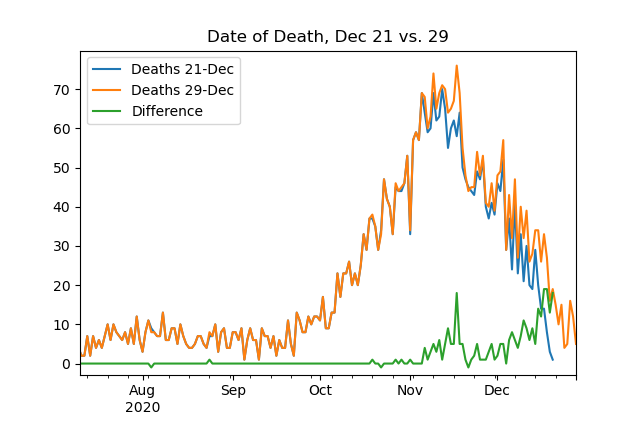 Date of Death, Dec 21 vs. 29
Deaths 21-Dec
Deaths 29-Dec
Difference
70
60
50
40
30
20
10
0
Aug
2020
Sep
Oct
Nov
Dec